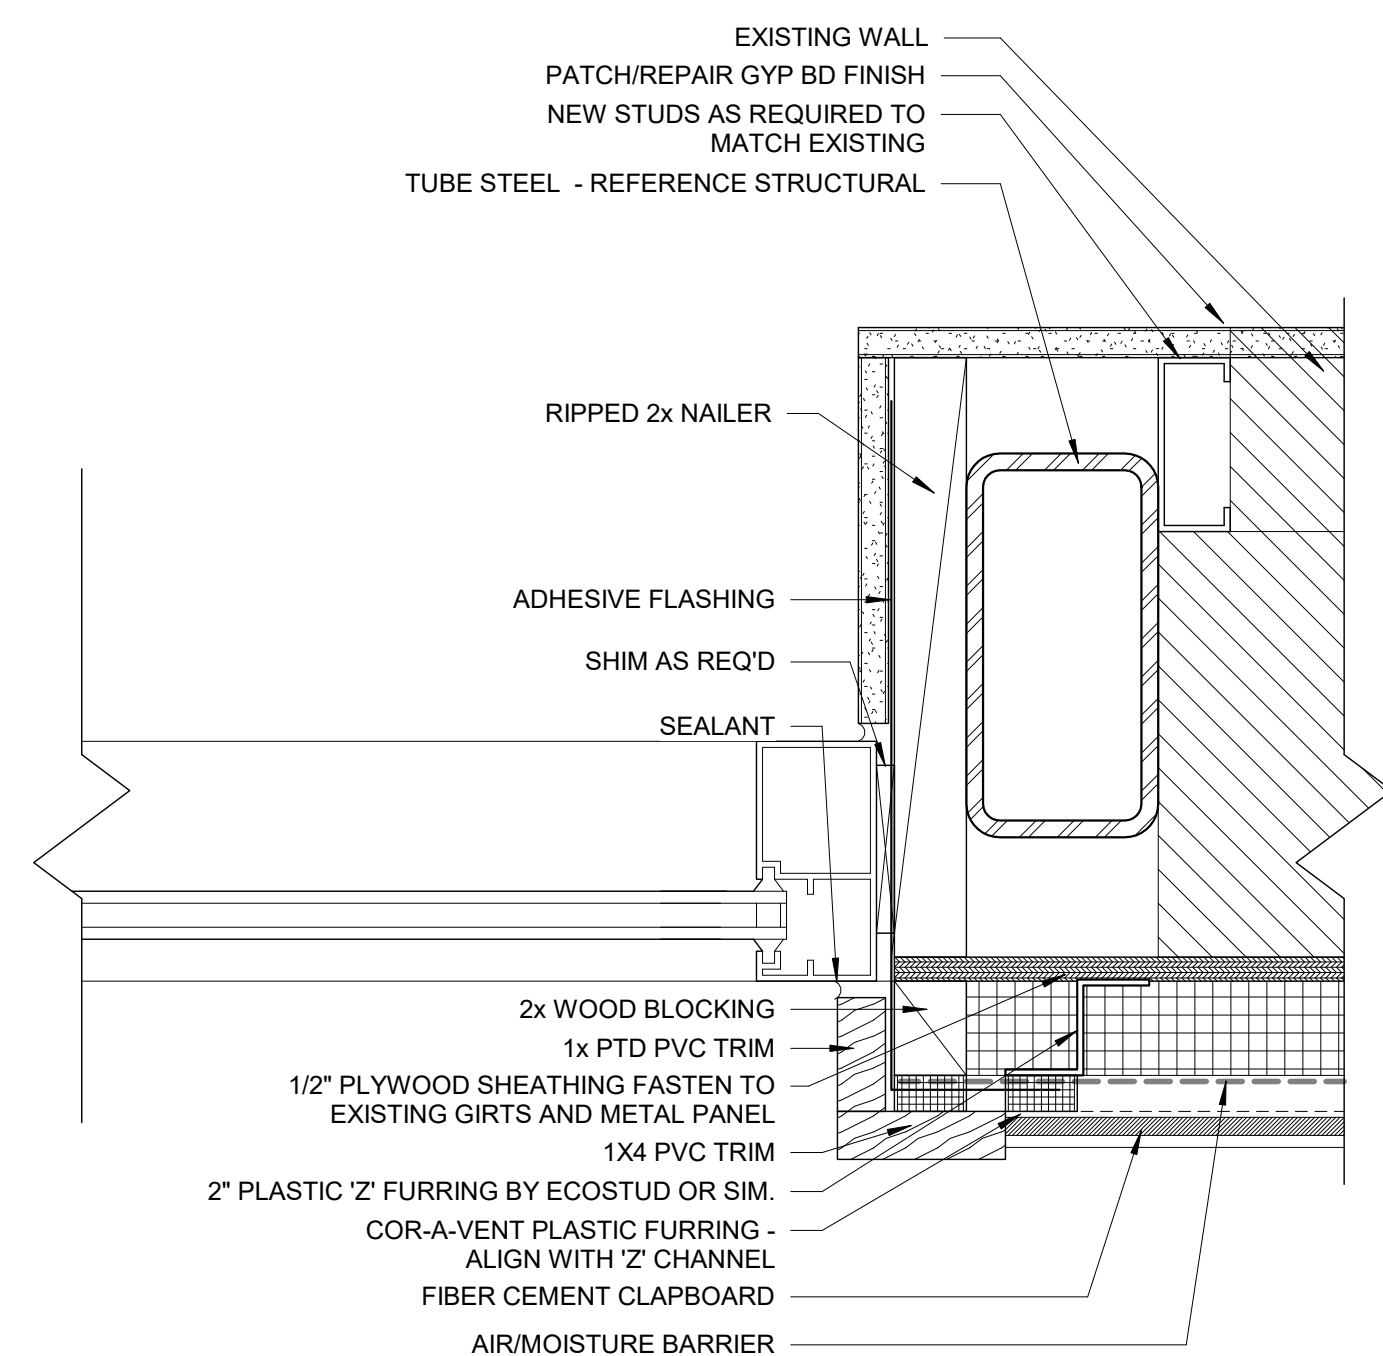 EXISTING WALL
PATCH/REPAIR GYP BD FINISH
NEW STUDS AS REQUIRED TO
MATCH EXISTING
TUBE STEEL - REFERENCE STRUCTURAL
RIPPED 2x NAILER
ADHESIVE FLASHING
SHIM AS REQ'D
SEALANT
2x WOOD BLOCKING
1x PTD PVC TRIM
1/2" PLYWOOD SHEATHING FASTEN TO
EXISTING GIRTS AND METAL PANEL
1X4 PVC TRIM
2" PLASTIC 'Z' FURRING BY ECOSTUD OR SIM.
COR-A-VENT PLASTIC FURRING -
ALIGN WITH 'Z' CHANNEL
FIBER CEMENT CLAPBOARD
AIR/MOISTURE BARRIER